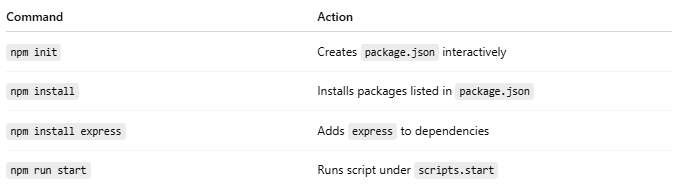 Command Action
npm init Creates package.json interactively
npm install Installs packages listed in package.json
npm install express Adds express to dependencies
npm run start Runs script under scripts.start